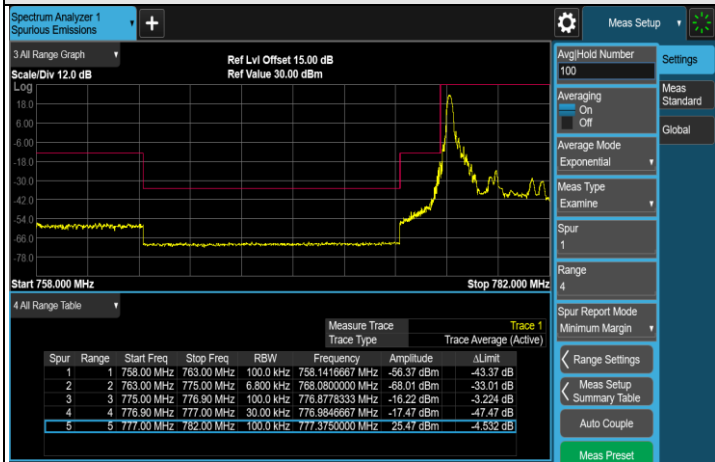 Spectrum Analyzer 1
Spurious Emissions
Meas Setup
3 All Range Graph
Ref Lvl Offset 15.00 dB
Scale/Div 12.0 dB
Ref Value 30.00 dBm
Log
18.0
6.00
-6.00
-18.0
-30.0
-42.0
-54.0
-66.0
-78.0
Start 758.000 MHz
Stop 782.000 MHz
4 All Range Table
Measure Trace Trace 1
Trace Type Trace Average (Active)
Spur Range Start Freq Stop Freq RBW Frequency Amplitude ΔLimit
1 1 758.00 MHz 763.00 MHz 100.0 kHz 758.1416667 MHz -56.37 dBm -43.37 dB
2 2 763.00 MHz 775.00 MHz 6.800 kHz 768.0800000 MHz -68.01 dBm -33.01 dB
3 3 775.00 MHz 776.90 MHz 100.0 kHz 776.8778333 MHz -16.22 dBm -3.224 dB
4 4 776.90 MHz 777.00 MHz 30.00 kHz 776.9846667 MHz -17.47 dBm -47.47 dB
5 5 777.00 MHz 782.00 MHz 100.0 kHz 777.3750000 MHz 25.47 dBm -4.532 dB
Avg|Hold Number
100
Averaging
On
Off
Average Mode
Exponential
Meas Type
Examine
Spur
1
Range
4
Spur Report Mode
Minimum Margin
Range Settings
Meas Setup
Summary Table
Auto Couple
Meas Preset
Settings
Meas
Standard
Global